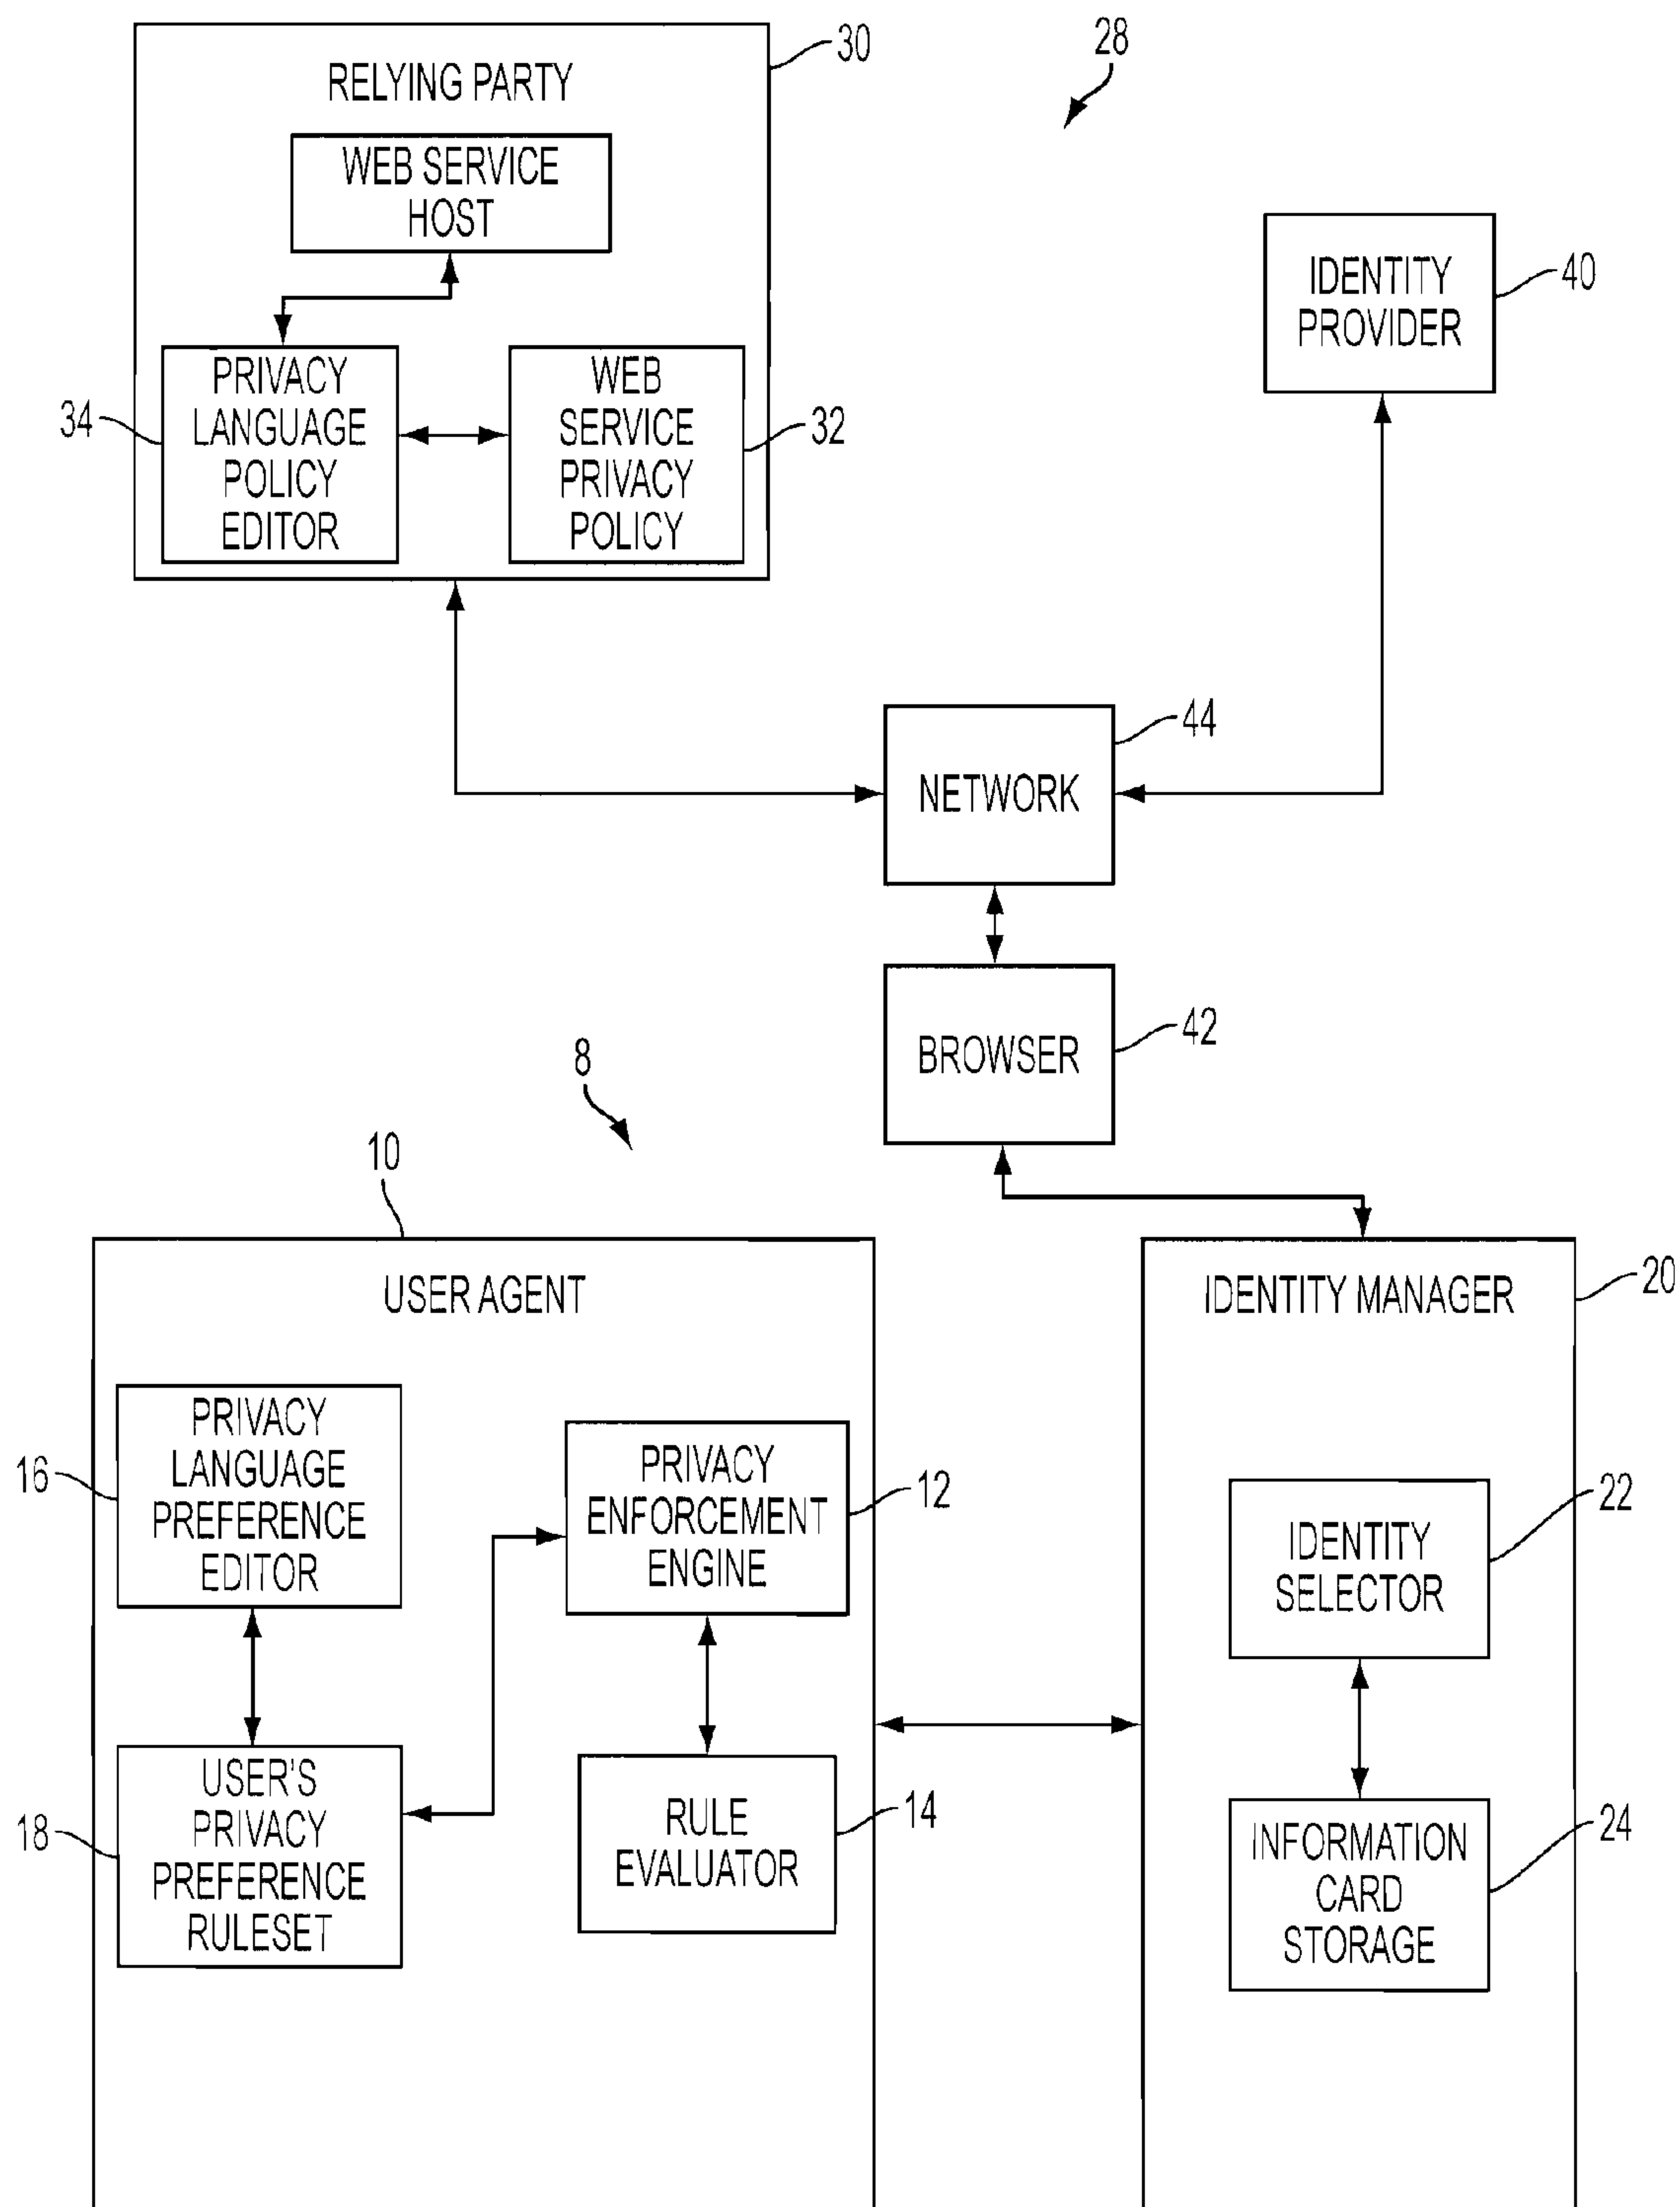 30
28
RELYING PARTY
WEB SERVICE
HOST
IDENTITY
PROVIDER
40
34
PRIVACY
LANGUAGE
POLICY
EDITOR
WEB
SERVICE
PRIVACY
POLICY
32
44
NETWORK
42
BROWSER
8
10
USER AGENT
IDENTITY MANAGER
20
16
PRIVACY
LANGUAGE
PREFERENCE
EDITOR
PRIVACY
ENFORCEMENT
ENGINE
12
22
IDENTITY
SELECTOR
18
USER'S
PRIVACY
PREFERENCE
RULESET
RULE
EVALUATOR
14
INFORMATION
CARD
STORAGE
24